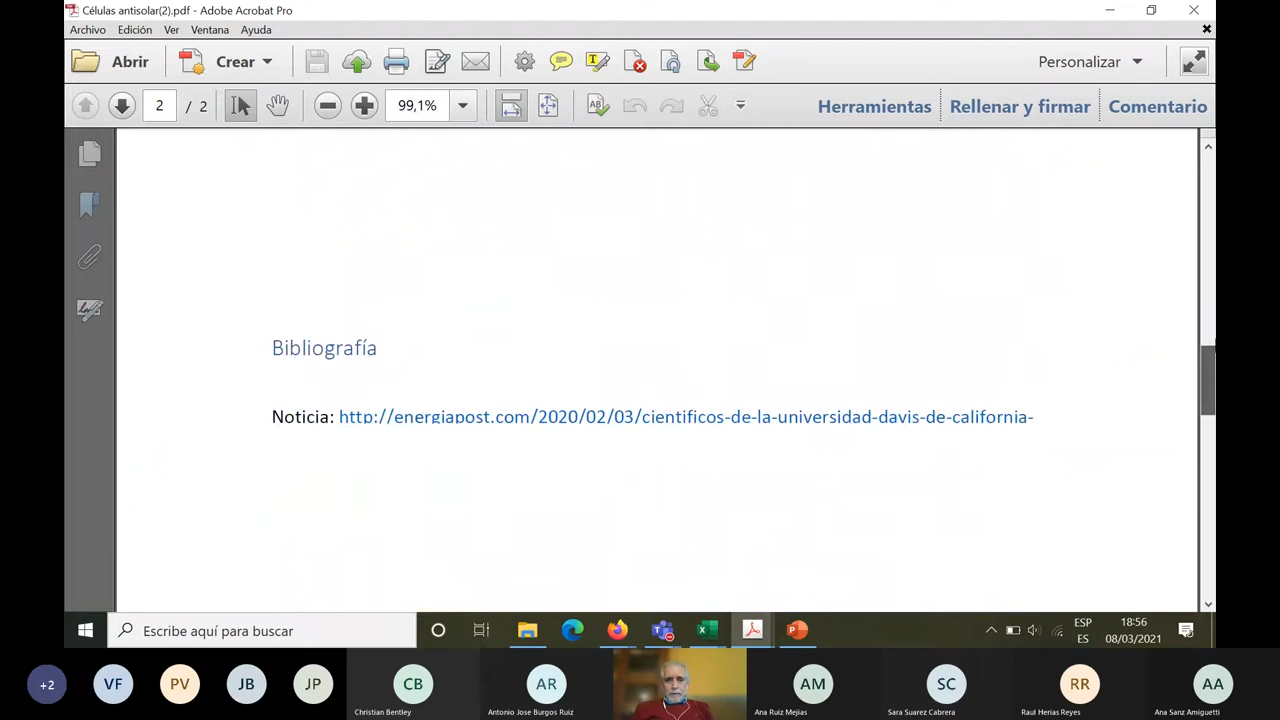 Células antisolar(2).pdf - Adobe Acrobat Pro
Archivo Edición Ver Ventana Ayuda
Abrir Crear Personalizar
2 / 2 99,1% Herramientas Rellenar y firmar Comentario
Bibliografía
Noticia: http://energiapost.com/2020/02/03/cientificos-de-la-universidad-davis-de-california-
Escribe aquí para buscar
ESP
ES
18:56
08/03/2021
+2 VF PV JB JP CB AR AM SC RR AA
Christian Bentley Antonio Jose Burgos Ruiz Ana Ruiz Mejias Sara Suarez Cabrera Raul Herias Reyes Ana Sanz Amiguetti